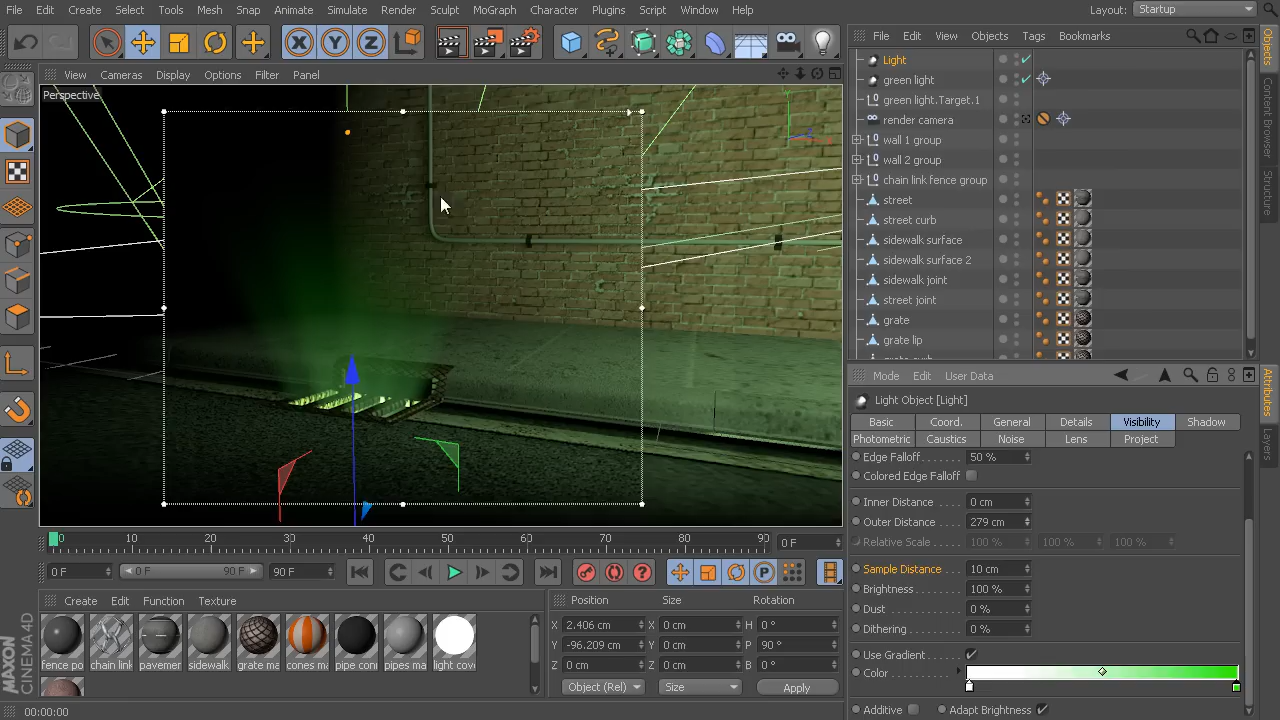 File Edit Create Select Tools Mesh Snap Animate Simulate Render Sculpt MoGraph Character Plugins Script Window Help
Layout: Startup
View Cameras Display Options Filter Panel
Perspective
File Edit View Objects Tags Bookmarks
Light
green light
green light.Target.1
render camera
wall 1 group
wall 2 group
chain link fence group
street
street curb
sidewalk surface
sidewalk surface 2
sidewalk joint
street joint
grate
grate lip
Objects
Content Browser
Structure
Mode Edit User Data
Light Object [Light]
Basic Coord. General Details Visibility Shadow
Photometric Caustics Noise Lens Project
Edge Falloff 50 %
Colored Edge Falloff
Inner Distance 0 cm
Outer Distance 279 cm
Relative Scale 100 % 100 % 100 %
Sample Distance 10 cm
Brightness 100 %
Dust 0 %
Dithering 0 %
Use Gradient
Color
Additive Adapt Brightness
Attributes
Layers
0 10 20 30 40 50 60 70 80 90 0 F
0 F 0 F 90 F 90 F
Create Edit Function Texture
fence po chain link pavemer sidewalk grate ma cones ma pipe conn pipes ma light cove
Position Size Rotation
X 2.406 cm X 0 cm H 0 °
Y -96.209 cm Y 0 cm P 90 °
Z 0 cm Z 0 cm B 0 °
Object (Rel) Size Apply
MAXON
CINEMA 4D
00:00:00